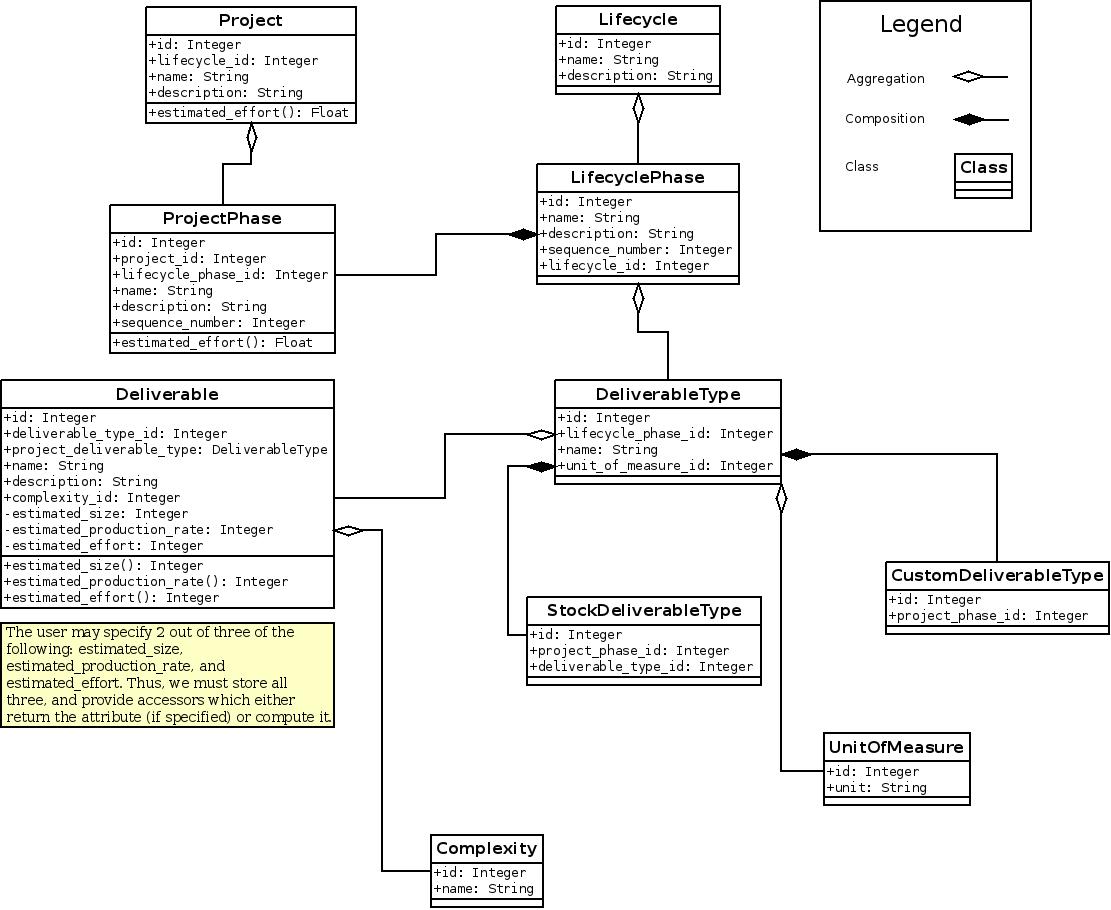 Project
+id: Integer
+lifecycle_id: Integer
+name: String
+description: String
+estimated_effort(): Float
Lifecycle
+id: Integer
+name: String
+description: String
Legend
Aggregation
Composition
Class
Class
ProjectPhase
+id: Integer
+project_id: Integer
+lifecycle_phase_id: Integer
+name: String
+description: String
+sequence_number: Integer
+estimated_effort(): Float
LifecyclePhase
+id: Integer
+name: String
+description: String
+sequence_number: Integer
+lifecycle_id: Integer
Deliverable
+id: Integer
+deliverable_type_id: Integer
+project_deliverable_type: DeliverableType
+name: String
+description: String
+complexity_id: Integer
-estimated_size: Integer
-estimated_production_rate: Integer
-estimated_effort: Integer
+estimated_size(): Integer
+estimated_production_rate(): Integer
+estimated_effort(): Integer
DeliverableType
+id: Integer
+lifecycle_phase_id: Integer
+name: String
+unit_of_measure_id: Integer
The user may specify 2 out of three of the
following: estimated_size,
estimated_production_rate, and
estimated_effort. Thus, we must store all
three, and provide accessors which either
return the attribute (if specified) or compute it.
StockDeliverableType
+id: Integer
+project_phase_id: Integer
+deliverable_type_id: Integer
CustomDeliverableType
+id: Integer
+project_phase_id: Integer
UnitOfMeasure
+id: Integer
+unit: String
Complexity
+id: Integer
+name: String